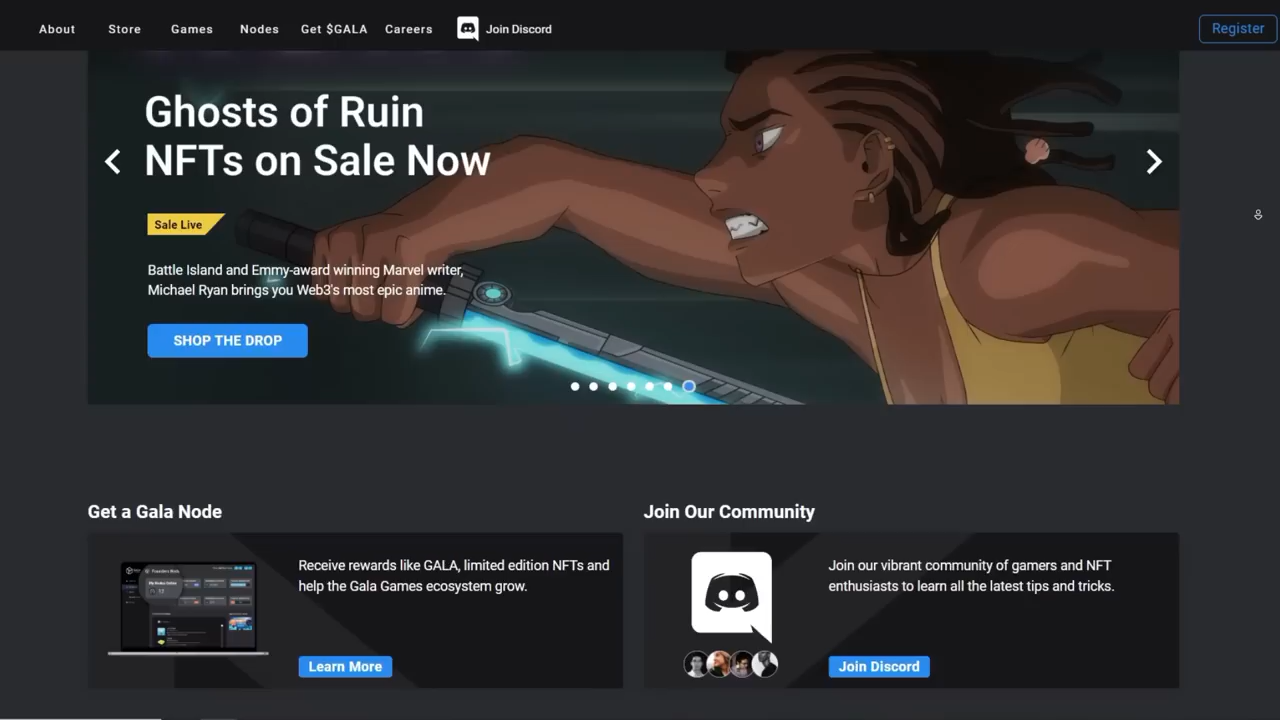 About Store Games Nodes Get $GALA Careers Join Discord Register
Ghosts of Ruin
NFTs on Sale Now
Sale Live
Battle Island and Emmy-award winning Marvel writer,
Michael Ryan brings you Web3's most epic anime.
SHOP THE DROP
Get a Gala Node
Receive rewards like GALA, limited edition NFTs and
help the Gala Games ecosystem grow.
Learn More
Join Our Community
Join our vibrant community of gamers and NFT
enthusiasts to learn all the latest tips and tricks.
Join Discord